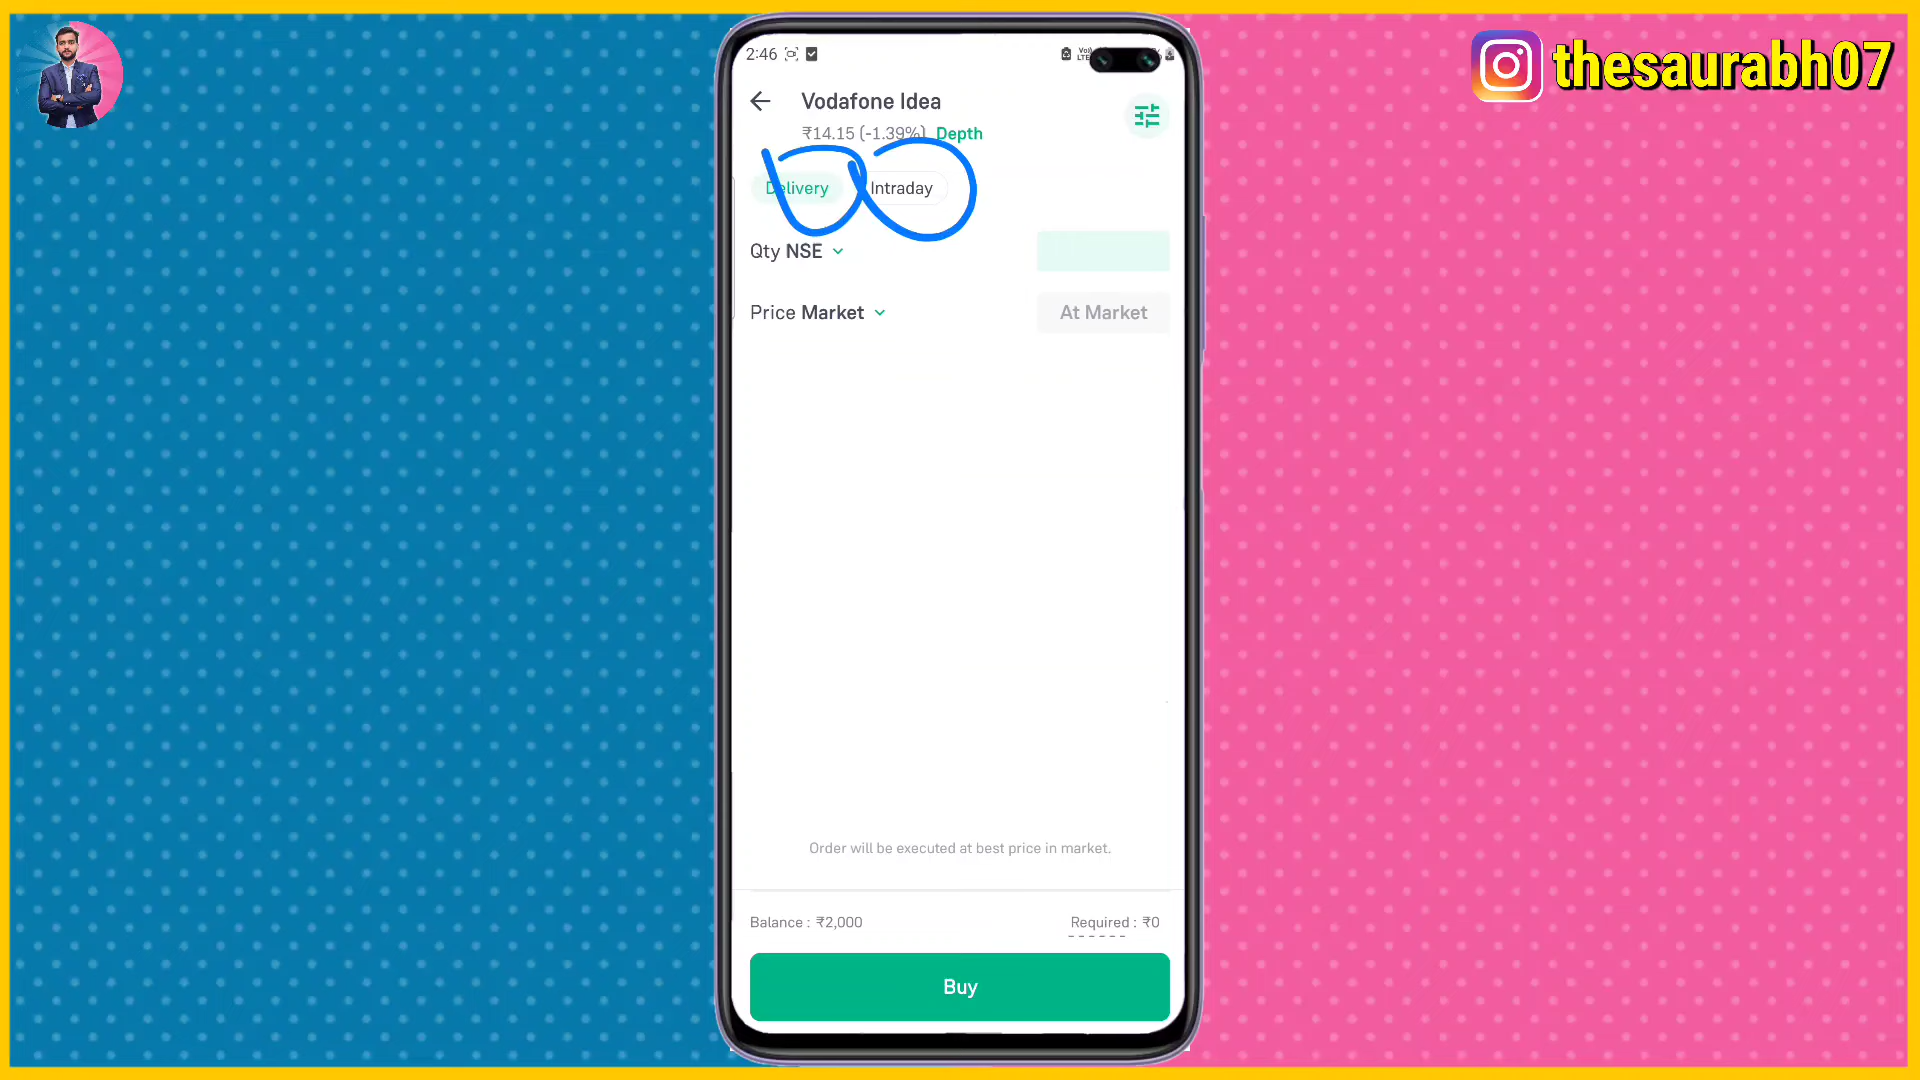 thesaurabh07
2:46
Vodafone Idea
₹14.15 (-1.39%) Depth
Delivery
Intraday
Qty NSE
Price Market
At Market
Order will be executed at best price in market.
Balance : ₹2,000
Required : ₹0
Buy